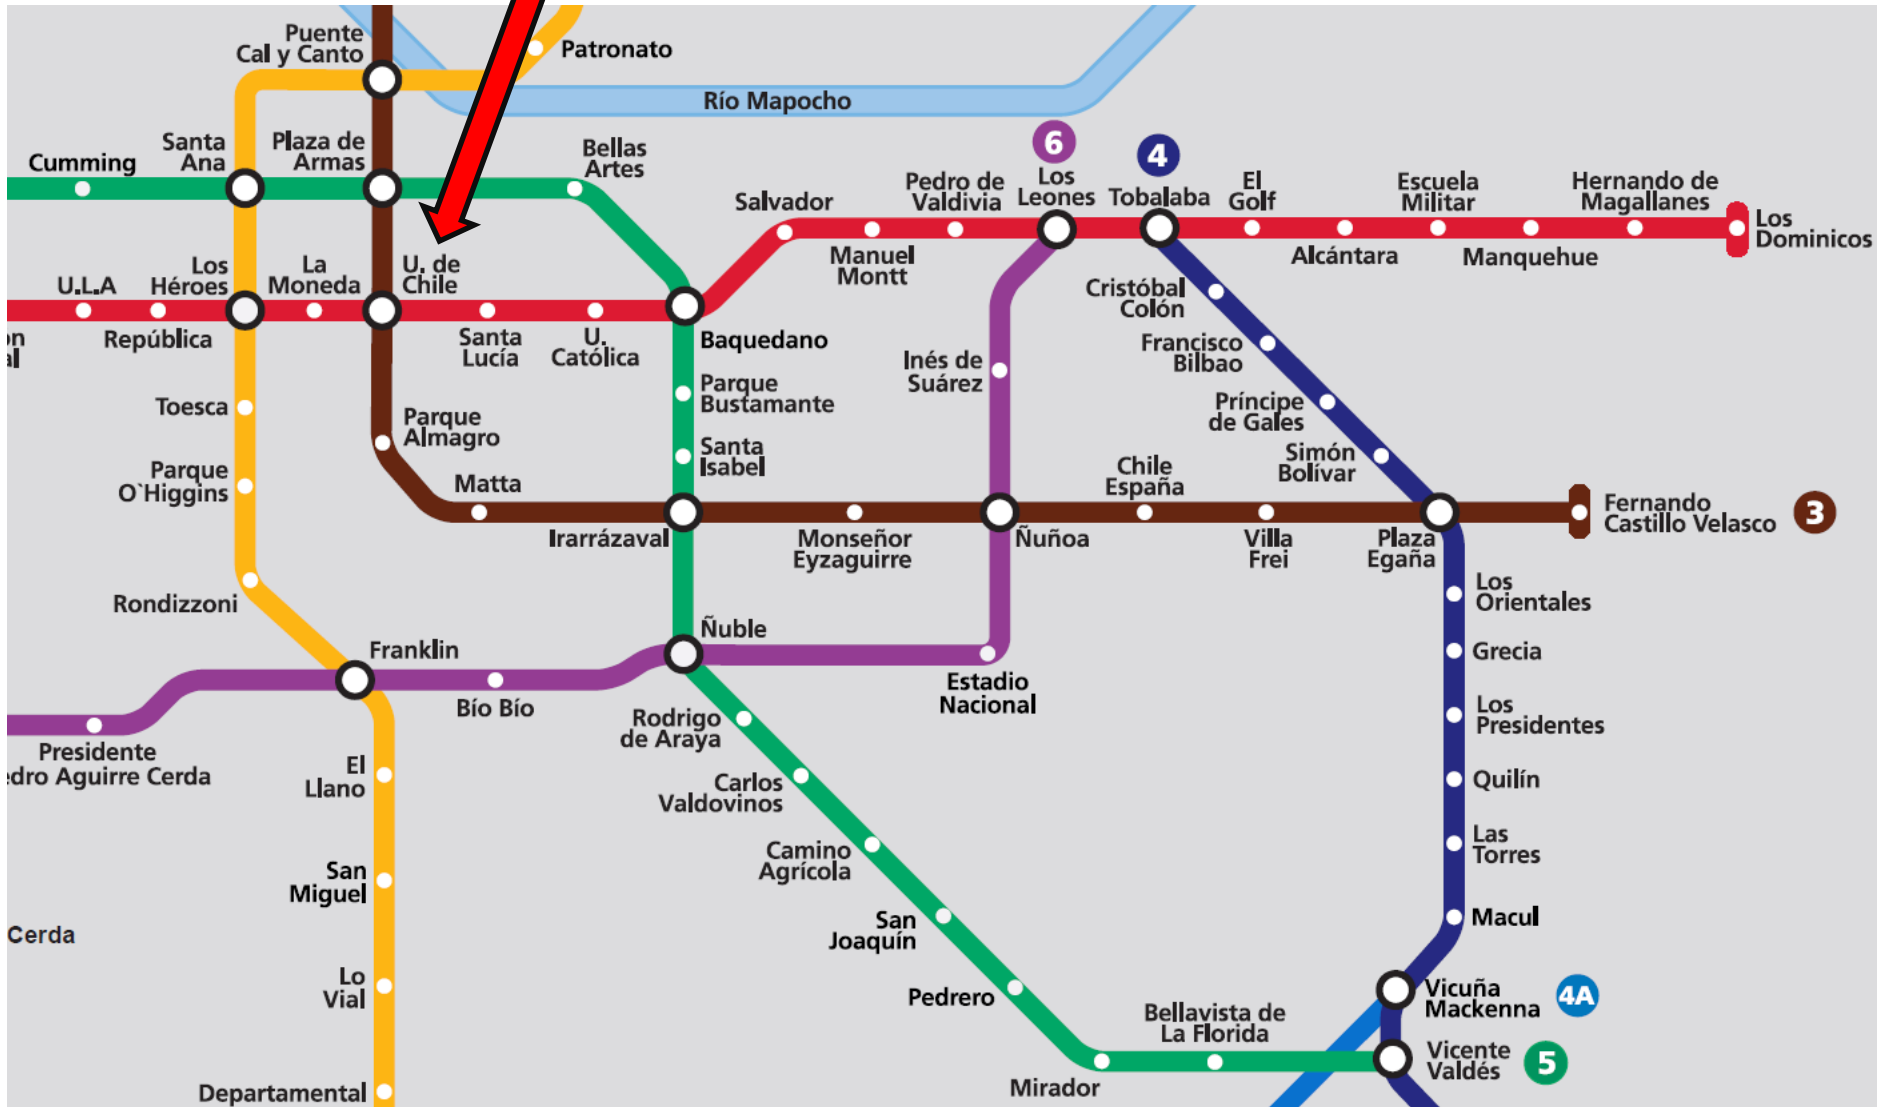 Puente
Cal y Canto
Patronato
Río Mapocho
Cumming
Santa
Ana
Plaza de
Armas
Bellas
Artes
Salvador
Pedro de
Valdivia
6
Los
Leones
4
Tobalaba
El
Golf
Escuela
Militar
Hernando de
Magallanes
Los
Dominicos
Manuel
Montt
Alcántara
Manquehue
U.L.A
República
Los
Héroes
La
Moneda
U. de
Chile
Santa
Lucía
U.
Católica
Baquedano
Cristóbal
Colón
Francisco
Bilbao
Inés de
Suárez
Príncipe
de Gales
Simón
Bolívar
Toesca
Parque
Almagro
Parque
Bustamante
Santa
Isabel
Parque
O`Higgins
Matta
Irarrázaval
Monseñor
Eyzaguirre
Ñuñoa
Chile
España
Villa
Frei
Plaza
Egaña
Fernando
Castillo Velasco
3
Rondizzoni
Franklin
Ñuble
Los
Orientales
Grecia
Bío Bío
Estadio
Nacional
Los
Presidentes
Presidente
edro Aguirre Cerda
Rodrigo
de Araya
El
Llano
Carlos
Valdovinos
Quilín
Las
Torres
Camino
Agrícola
San
Miguel
San
Joaquín
Macul
Cerda
Lo
Vial
Pedrero
Vicuña
Mackenna
4A
Bellavista de
La Florida
Mirador
Vicente
Valdés
5
Departamental